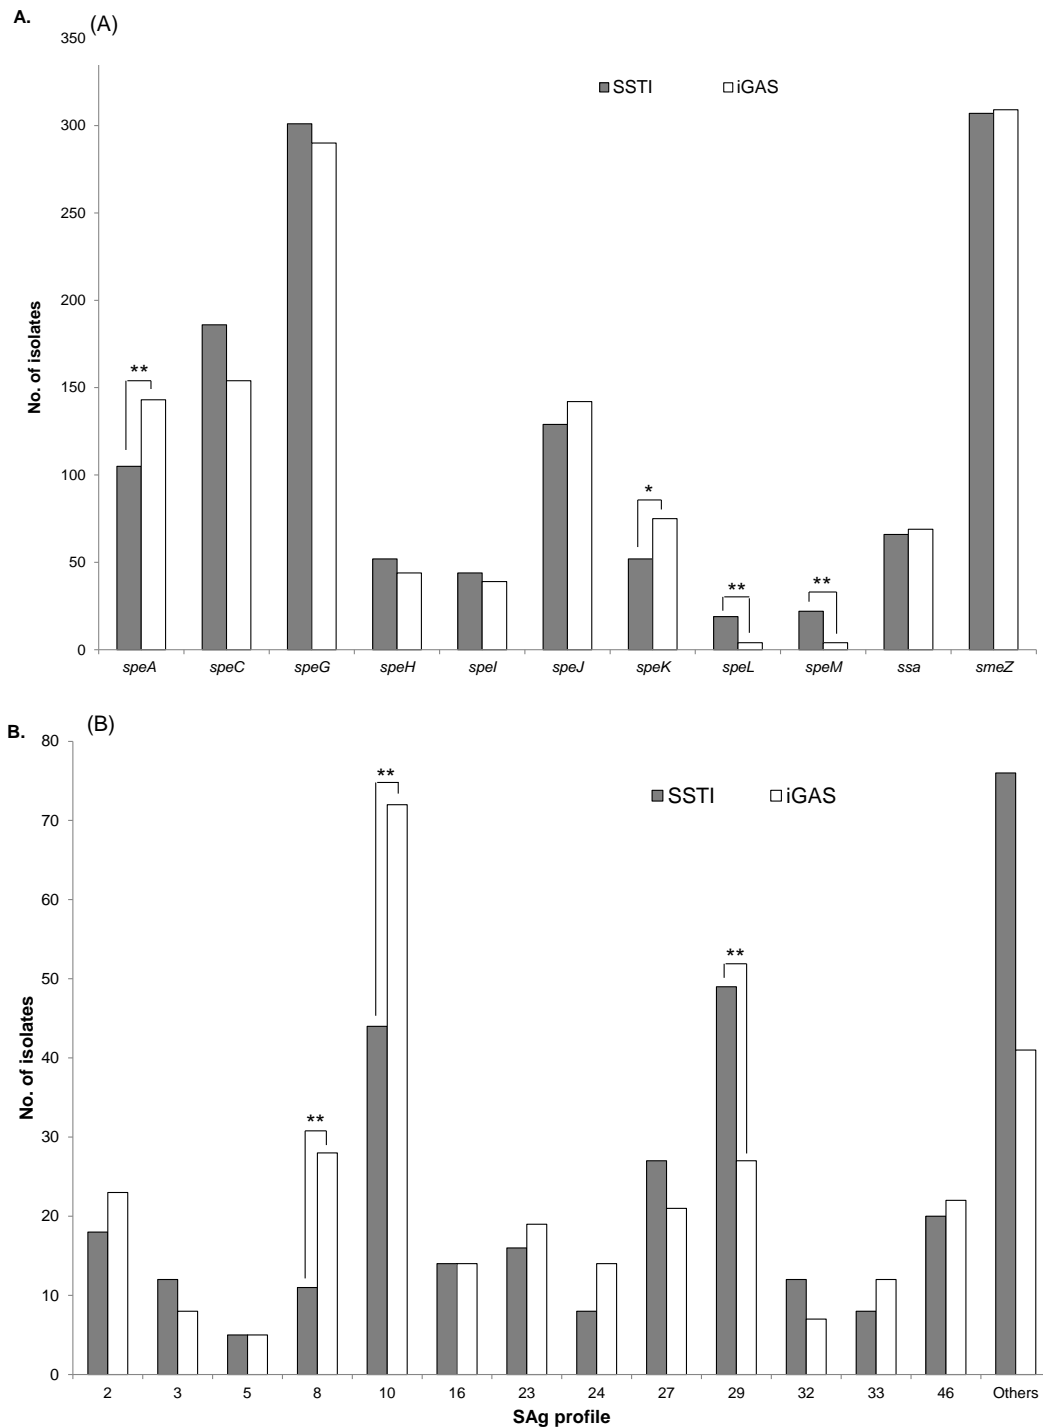 A.
(A)
350
300
250
200
150
100
50
0
No. of isolates
SSTI iGAS
**
*
**
**
speA speC speG speH speI speJ speK speL speM ssa smeZ
B.
(B)
80
70
60
50
40
30
20
10
0
No. of isolates
SSTI iGAS
**
**
**
2 3 5 8 10 16 23 24 27 29 32 33 46 Others
SAg profile